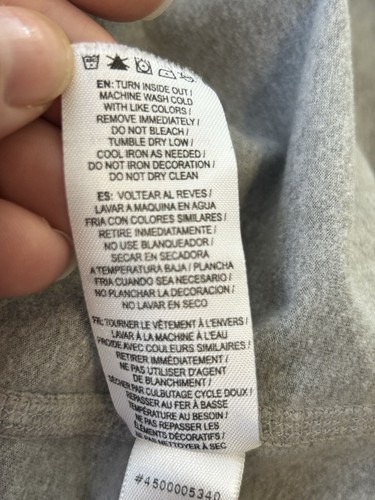 EN: TURN INSIDE OUT /
MACHINE WASH COLD
WITH LIKE COLORS /
REMOVE IMMEDIATELY /
DO NOT BLEACH /
TUMBLE DRY LOW /
COOL IRON AS NEEDED /
DO NOT IRON DECORATION /
DO NOT DRY CLEAN
ES: VOLTEAR AL REVES /
LAVAR A MAQUINA EN AGUA
FRIA CON COLORES SIMILARES /
RETIRE INMEDIATAMENTE /
NO USE BLANQUEADOR /
SECAR EN SECADORA
A TEMPERATURA BAJA / PLANCHA
FRIA CUANDO SEA NECESARIO /
NO PLANCHAR LA DECORACION /
NO LAVAR EN SECO
FR: TOURNER LE VÊTEMENT À L'ENVERS /
LAVAR À LA MACHINE À L'EAU
FROIDE AVEC COULEURS SIMILAIRES /
RETIRER IMMÉDIATEMENT /
NE PAS UTILISER D'AGENT
DE BLANCHIMENT /
SÉCHER PAR CULBUTAGE CYCLE DOUX /
REPASSER AU FER À BASSE
TEMPÉRATURE AU BESOIN /
NE PAS REPASSER LES
ÉLÉMENTS DÉCORATIFS /
NE PAS NETTOYER À SEC
#4500005340